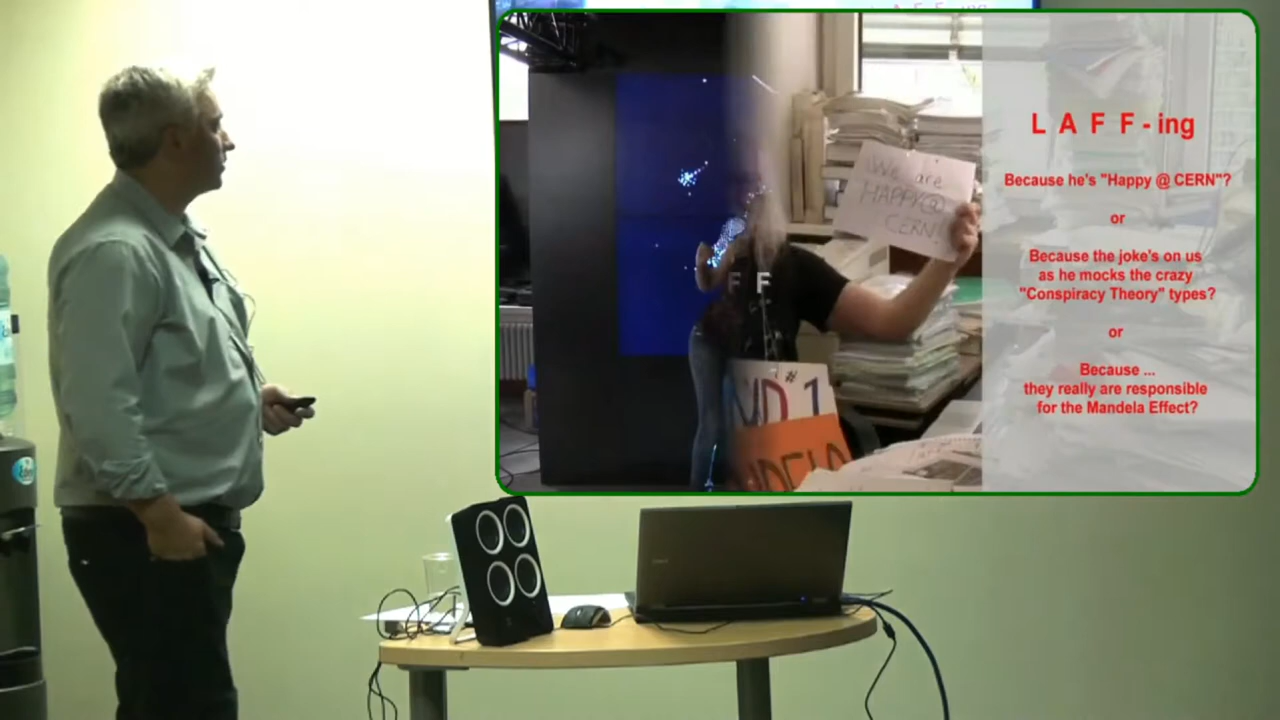 L A F F - ing
Because he's "Happy @ CERN"?
or
Because the joke's on us
as he mocks the crazy
"Conspiracy Theory" types?
or
Because ...
they really are responsible
for the Mandela Effect?
We are
HAPPY@
CERN!
F F
#1